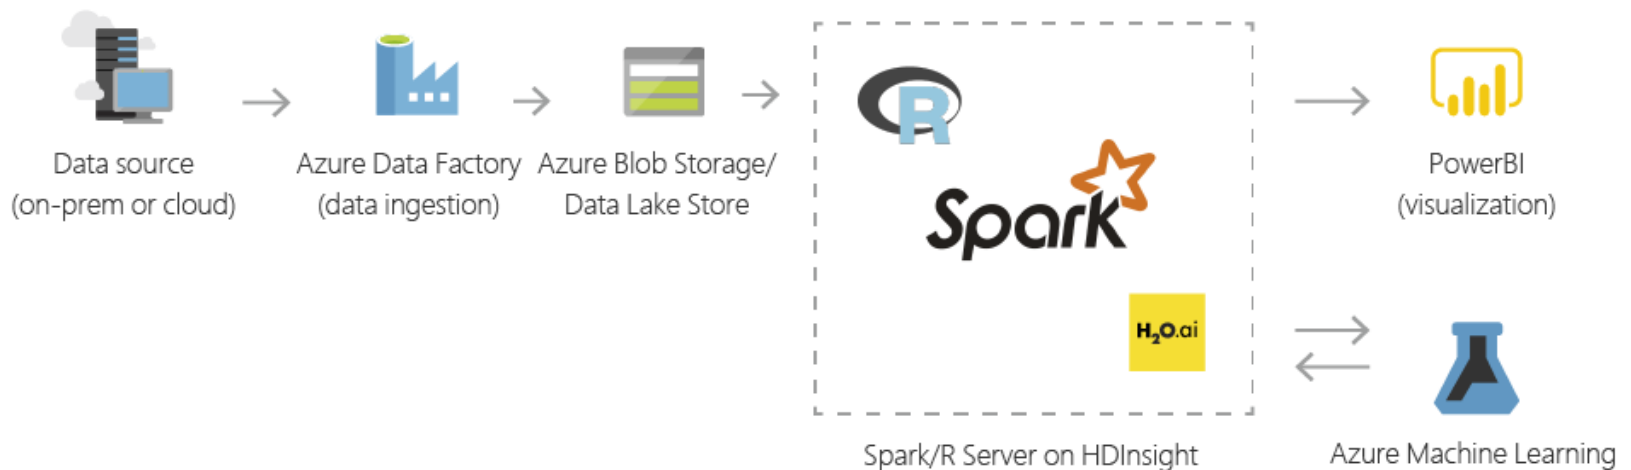 Data source
(on-prem or cloud)
Azure Data Factory
(data ingestion)
Azure Blob Storage/
Data Lake Store
R
Spark
H2O.ai
Spark/R Server on HDInsight
PowerBI
(visualization)
Azure Machine Learning